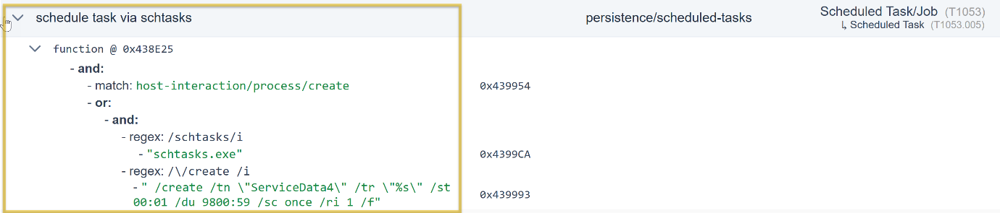 schedule task via schtasks persistence/scheduled-tasks Scheduled Task/Job (T1053)
↳ Scheduled Task (T1053.005)
function @ 0x438E25
- and:
- match: host-interaction/process/create 0x439954
- or:
- and:
- regex: /schtasks/i
- "schtasks.exe" 0x4399CA
- regex: /\/create /i
- " /create /tn \"ServiceData4\" /tr \"%s\" /st 0x439993
00:01 /du 9800:59 /sc once /ri 1 /f"